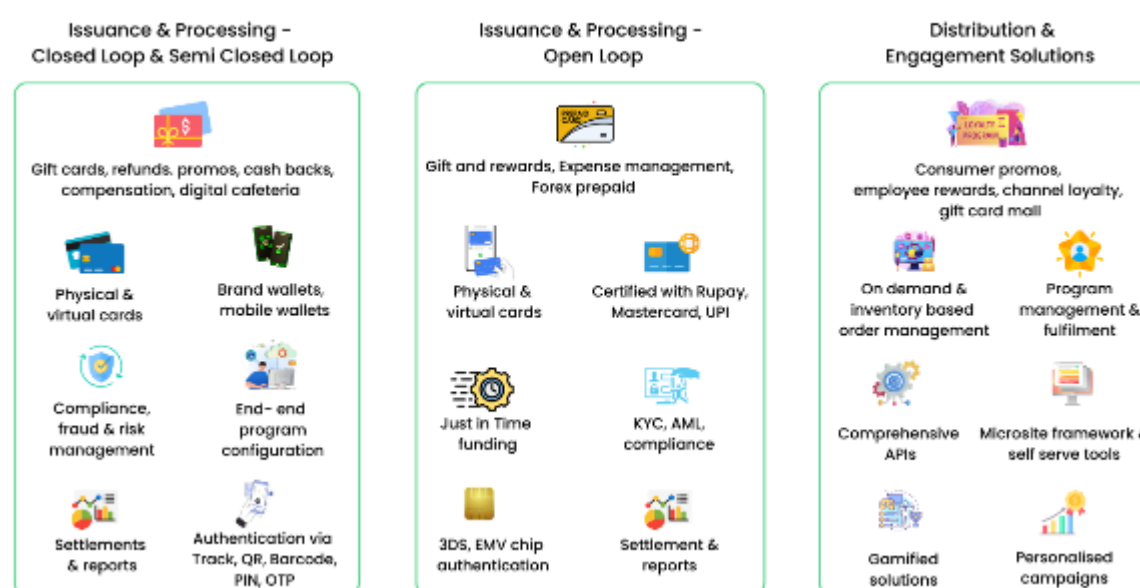 Issuance & Processing -
Closed Loop & Semi Closed Loop
Gift cards, refunds. promos, cash backs,
compensation, digital cafeteria
Physical &
virtual cards
Brand wallets,
mobile wallets
Compliance,
fraud & risk
management
End- end
program
configuration
Settlements
& reports
Authentication via
Track, QR, Barcode,
PIN, OTP
Issuance & Processing -
Open Loop
PREPAID
CARD
Gift and rewards, Expense management,
Forex prepaid
Physical &
virtual cards
Certified with Rupay,
Mastercard, UPI
Just in Time
funding
KYC, AML,
compliance
3DS, EMV chip
authentication
Settlement &
reports
Distribution &
Engagement Solutions
LOYALTY
PROGRAM
Consumer promos,
employee rewards, channel loyalty,
gift card mall
On demand &
inventory based
order management
Program
management &
fulfilment
Comprehensive
APIs
Microsite framework &
self serve tools
Gamified
solutions
Personalised
campaigns